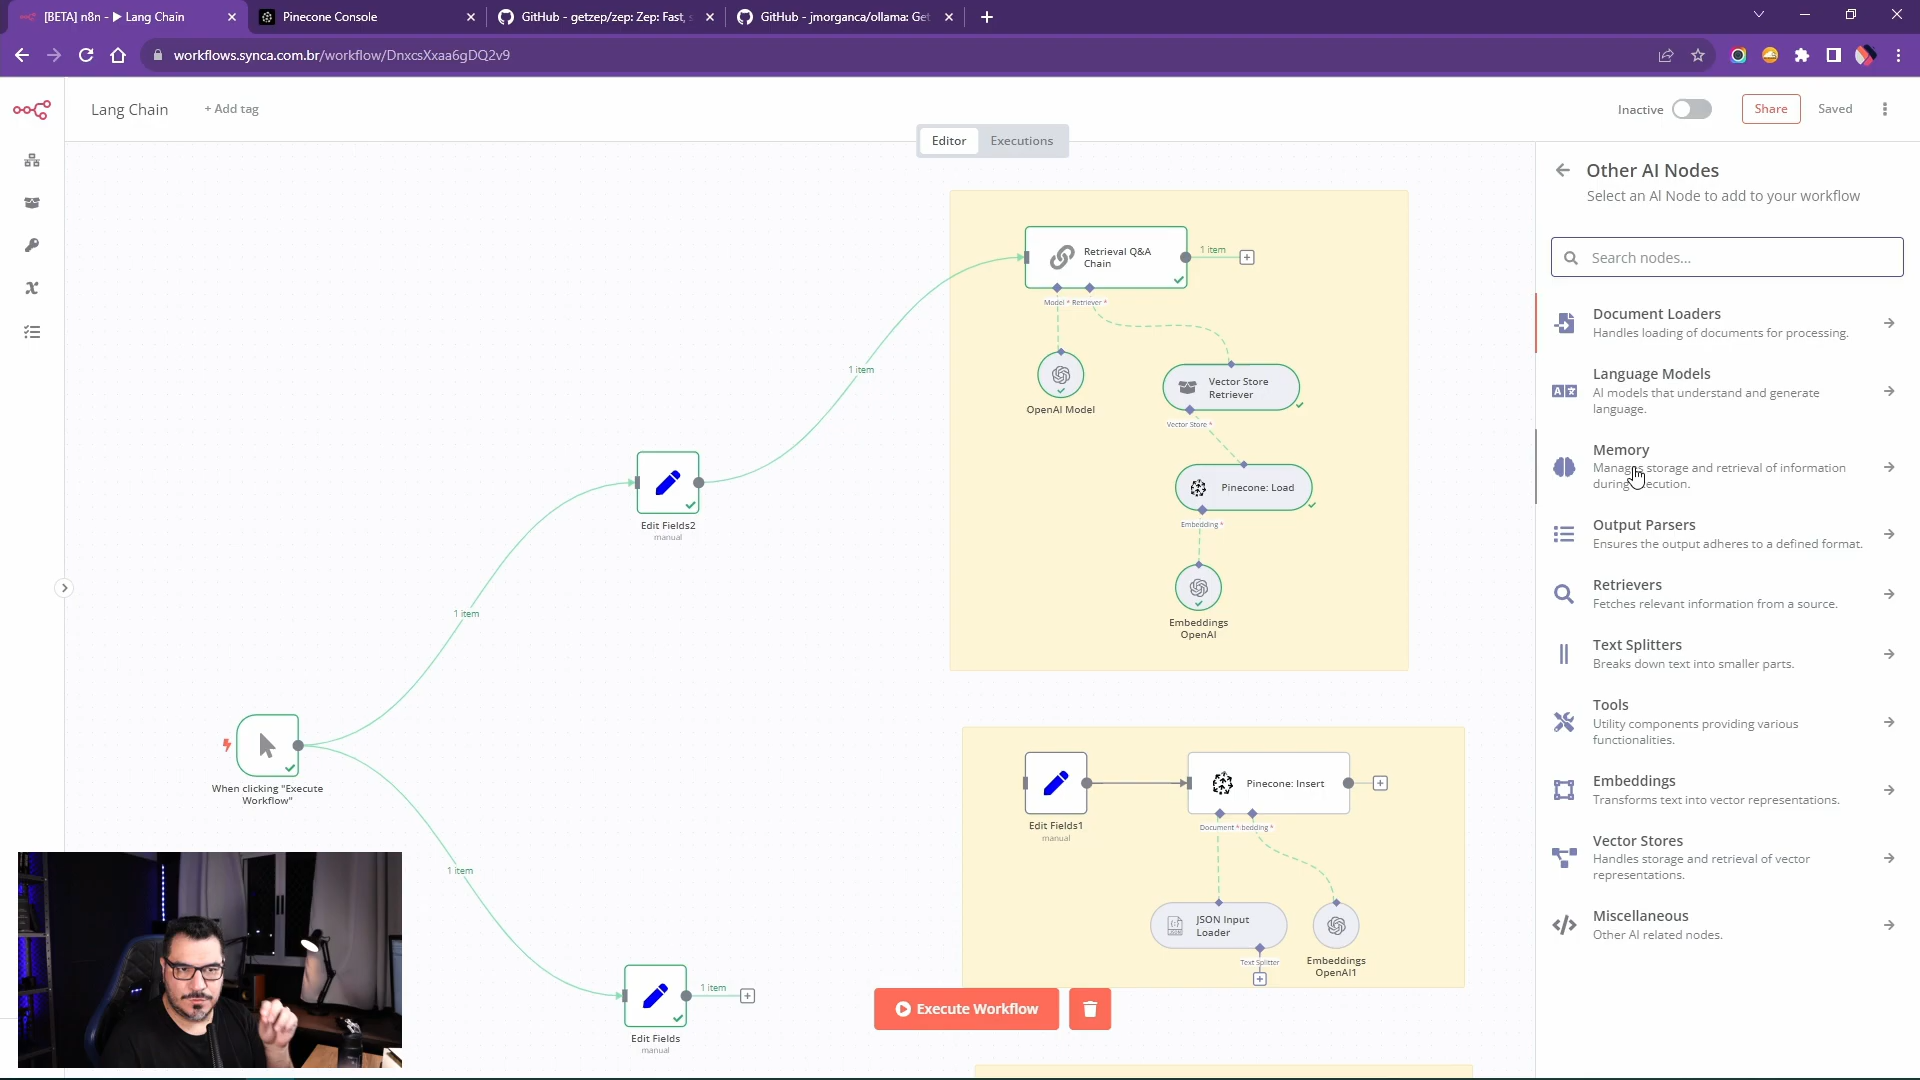 [BETA] n8n - ▶ Lang Chain
Pinecone Console
GitHub - getzep/zep: Zep: Fast, s
GitHub - jmorganca/ollama: Get
workflows.synca.com.br/workflow/DnxcsXxaa6gDQ2v9
Lang Chain
+ Add tag
Inactive
Share
Saved
Editor
Executions
Other AI Nodes
Select an AI Node to add to your workflow
Search nodes...
Document Loaders
Handles loading of documents for processing.
Language Models
AI models that understand and generate
language.
Memory
Manages storage and retrieval of information
during execution.
Output Parsers
Ensures the output adheres to a defined format.
Retrievers
Fetches relevant information from a source.
Text Splitters
Breaks down text into smaller parts.
Tools
Utility components providing various
functionalities.
Embeddings
Transforms text into vector representations.
Vector Stores
Handles storage and retrieval of vector
representations.
Miscellaneous
Other AI related nodes.
Retrieval Q&A
Chain
1 item
Model * Retriever *
OpenAI Model
Vector Store
Retriever
Vector Store *
Pinecone: Load
Embedding *
Embeddings
OpenAI
1 item
Edit Fields2
manual
1 item
When clicking "Execute
Workflow"
1 item
Edit Fields
manual
1 item
Edit Fields1
manual
Pinecone: Insert
Document * bedding *
JSON Input
Loader
Text Splitter
Embeddings
OpenAI1
Execute Workflow